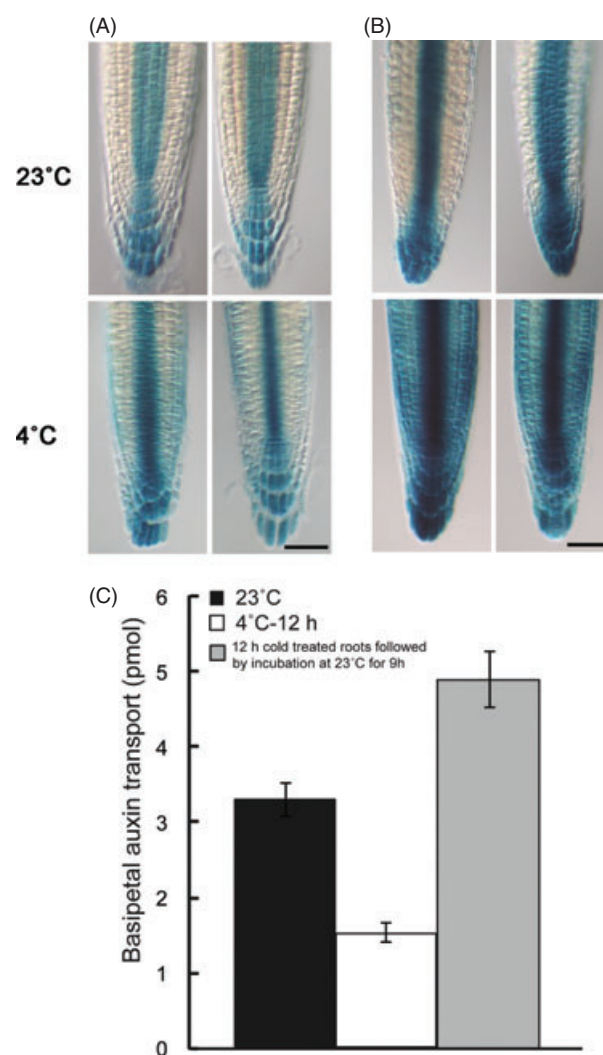 (A)
(B)
23˚C
4˚C
(C)
6
5
4
3
2
1
0
Basipetal auxin transport (pmol)
23˚C
4˚C-12 h
12 h cold treated roots followed
by incubation at 23˚C for 9h